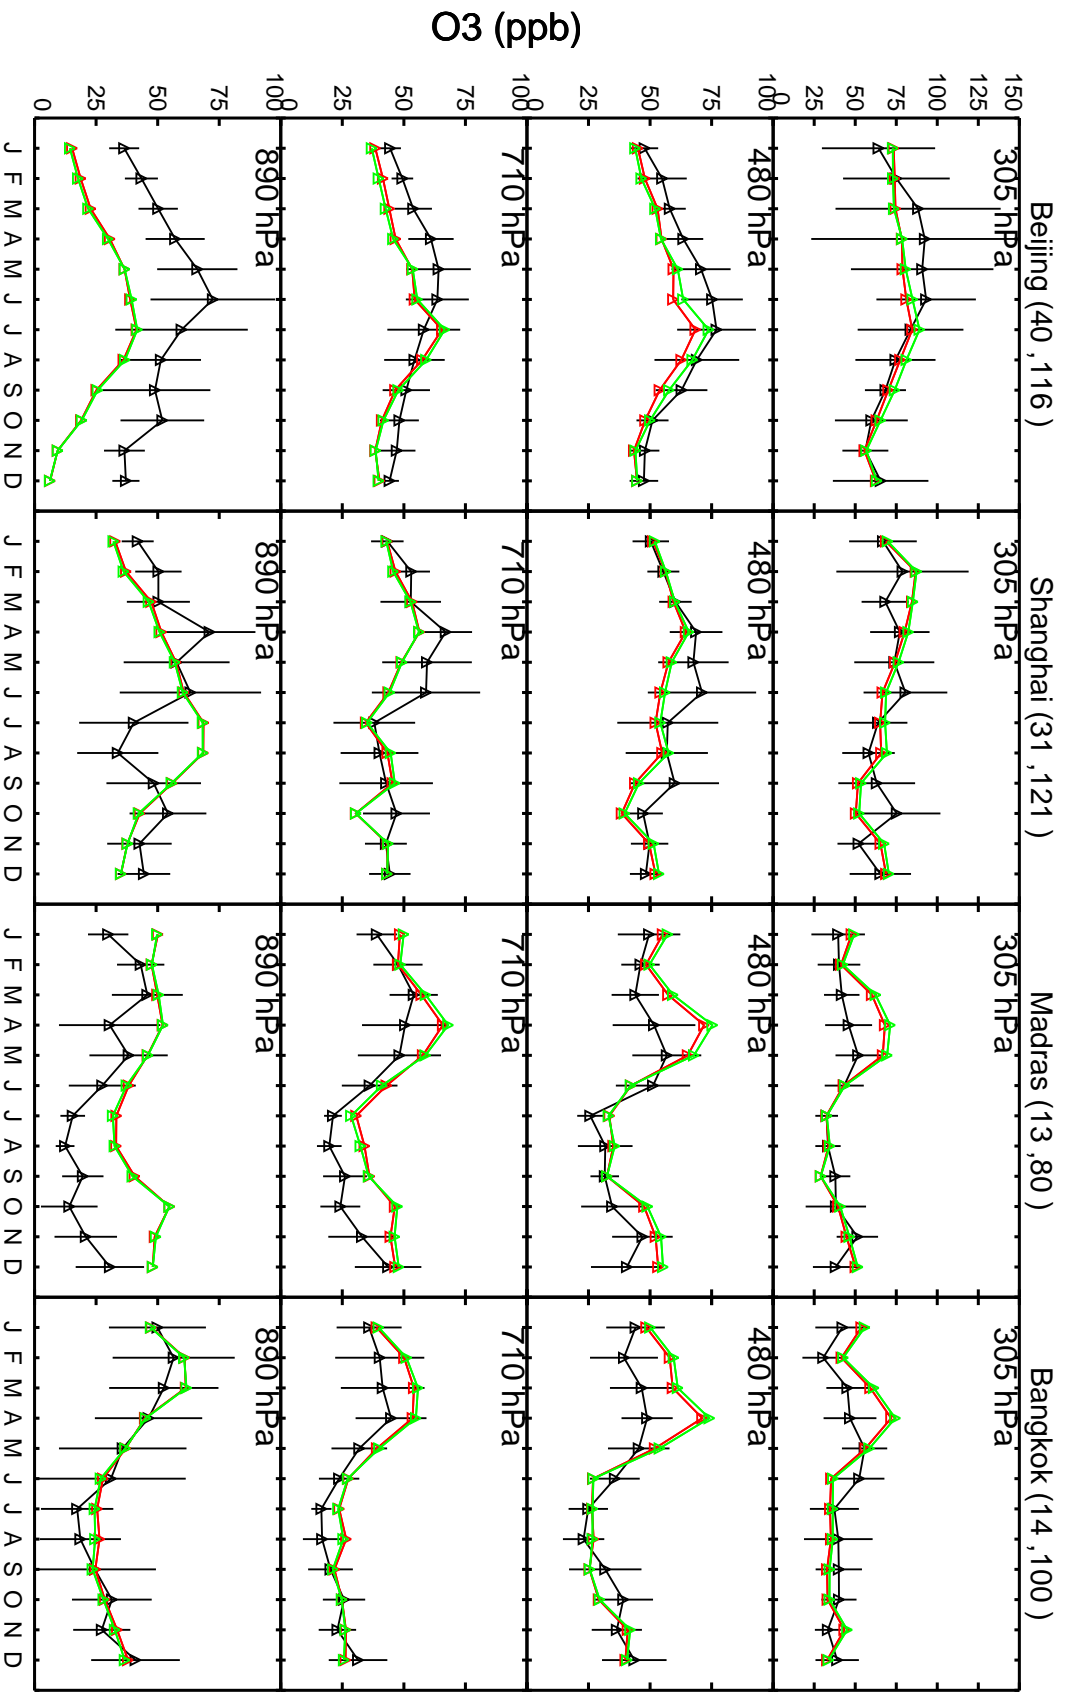 O3 (ppb)
Beijing (40 ,116 )
Shanghai (31 ,121 )
Madras (13 ,80 )
Bangkok (14 ,100 )
150
125
100
75
50
25
0
305 hPa
305 hPa
305 hPa
305 hPa
100
75
50
25
0
480 hPa
480 hPa
480 hPa
480 hPa
100
75
50
25
0
710 hPa
710 hPa
710 hPa
710 hPa
100
75
50
25
0
890 hPa
890 hPa
890 hPa
890 hPa
J F M A M J J A S O N D
J F M A M J J A S O N D
J F M A M J J A S O N D
J F M A M J J A S O N D